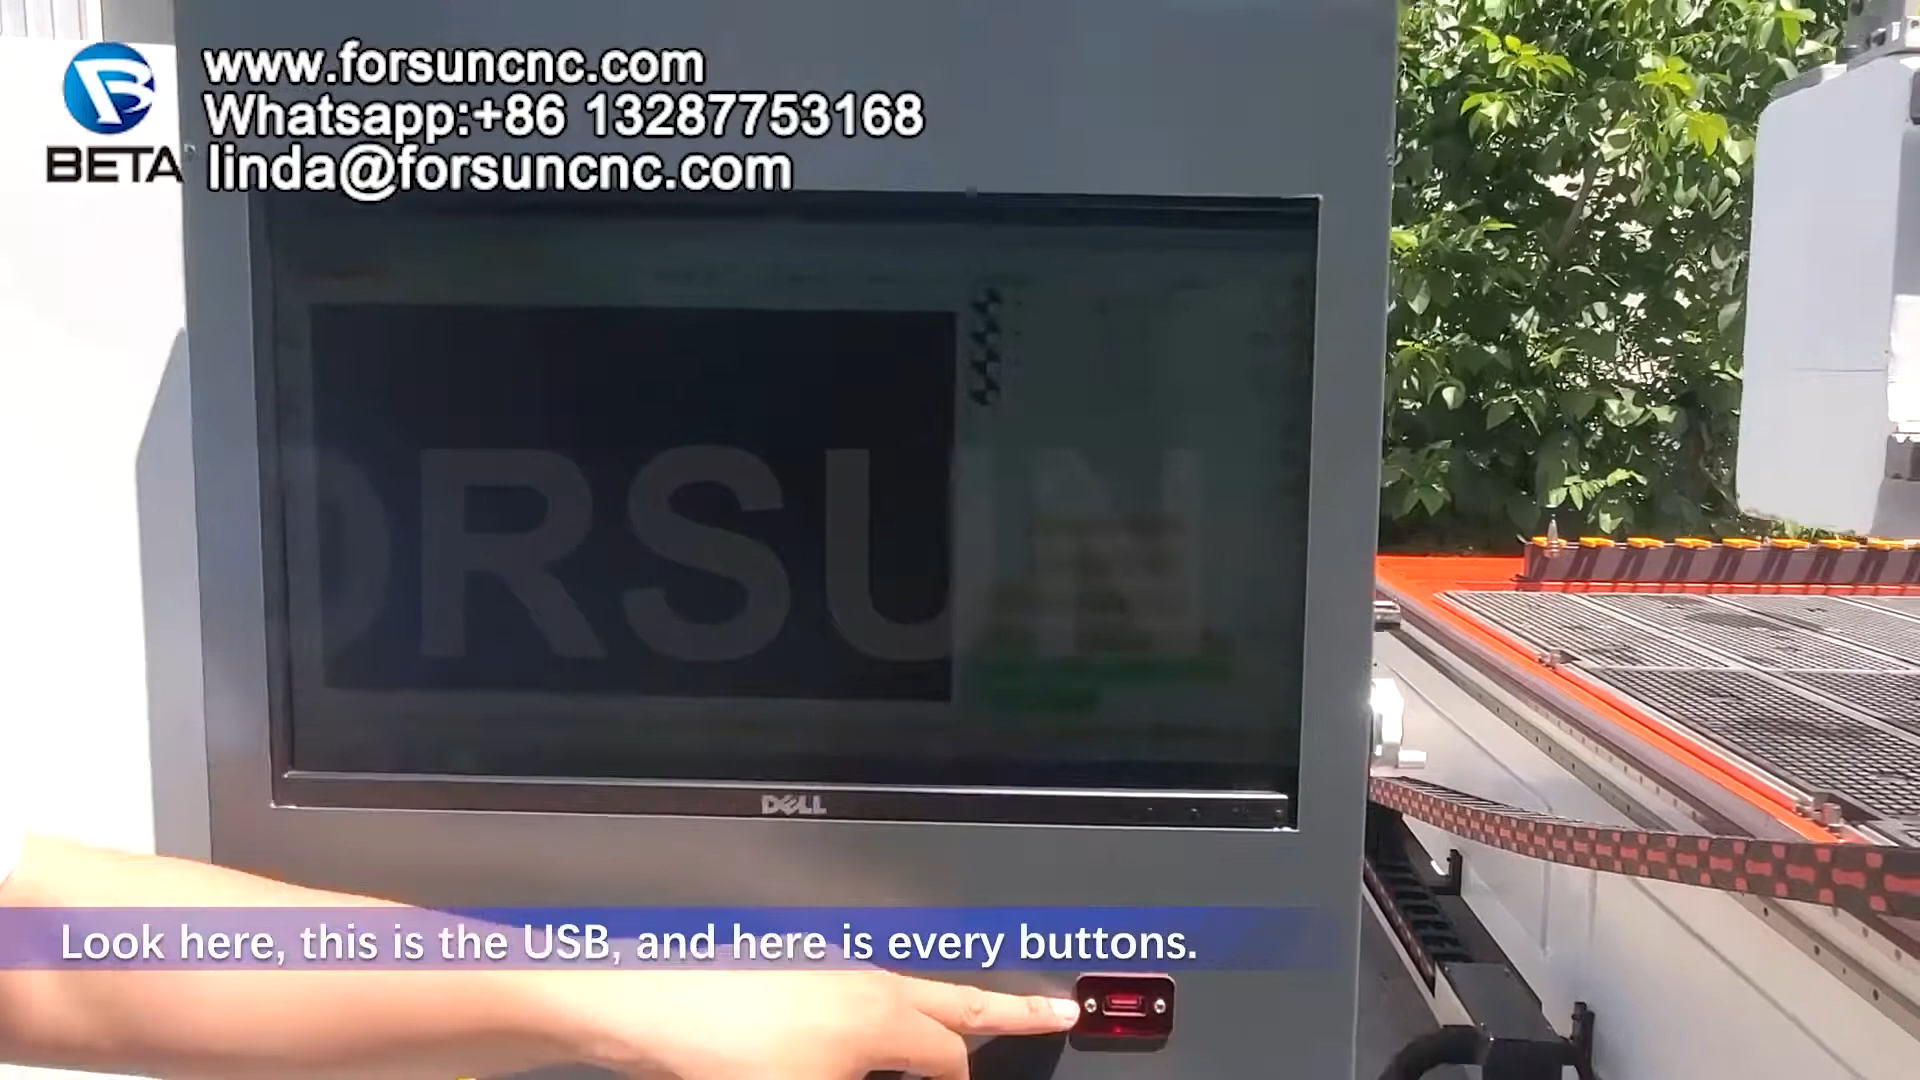 www.forsuncnc.com
Whatsapp:+86 13287753168
BETA
linda@forsuncnc.com
ORSUN
DELL
Look here, this is the USB, and here is every buttons.